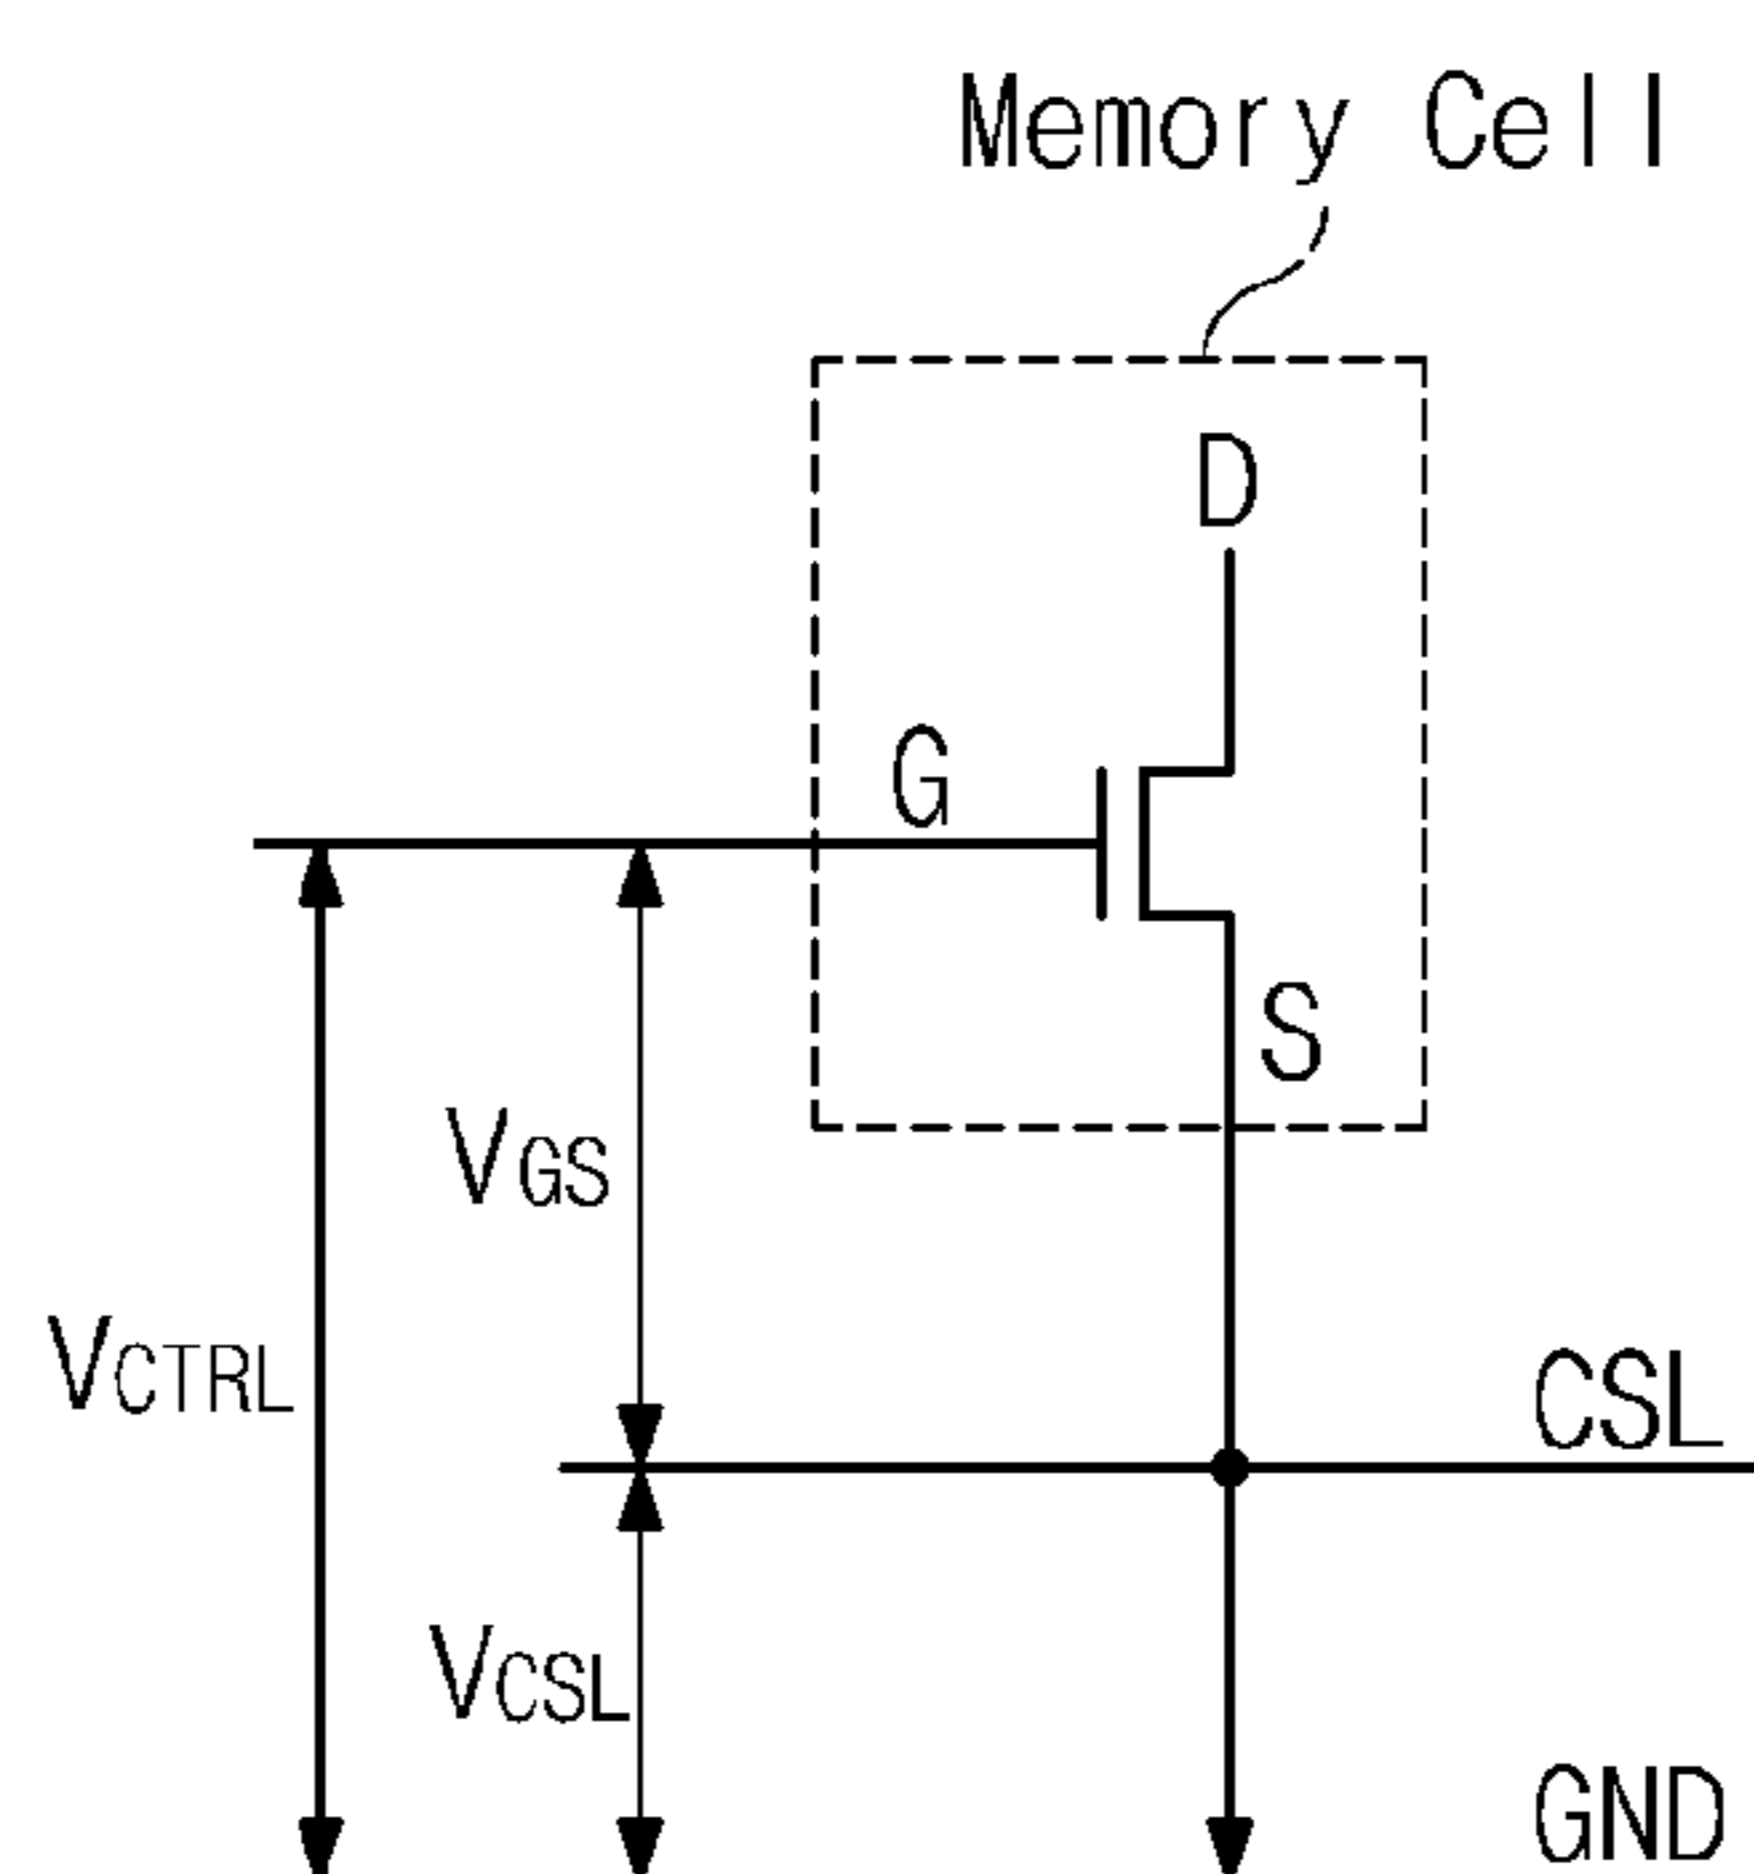 Memory Cell
D
G
S
VGS
VCTRL
CSL
VCSL
GND